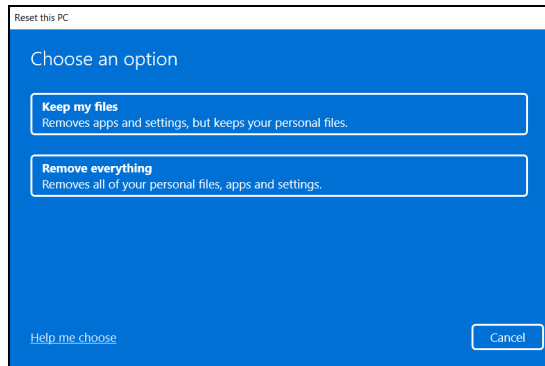 Reset this PC
Choose an option
Keep my files
Removes apps and settings, but keeps your personal files.
Remove everything
Removes all of your personal files, apps and settings.
Help me choose
Cancel